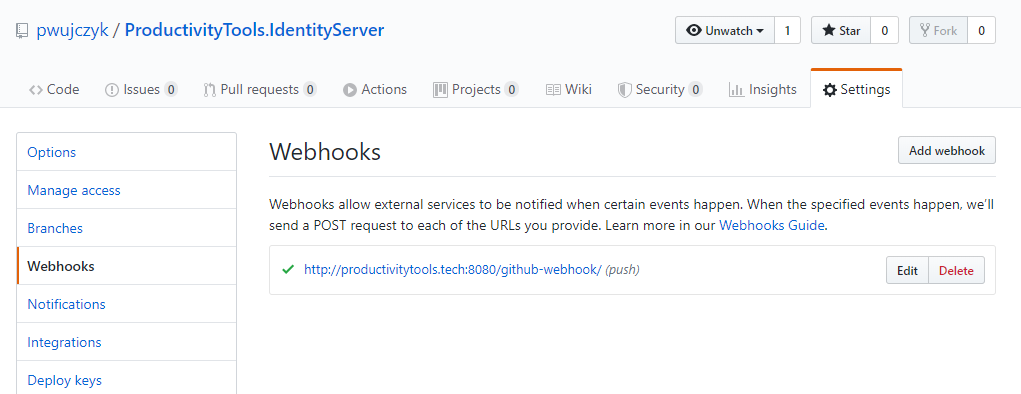 pwujczyk / ProductivityTools.IdentityServer
Unwatch 1 Star 0 Fork 0
Code Issues 0 Pull requests 0 Actions Projects 0 Wiki Security 0 Insights Settings
Options
Manage access
Branches
Webhooks
Notifications
Integrations
Deploy keys
Webhooks Add webhook
Webhooks allow external services to be notified when certain events happen. When the specified events happen, we'll
send a POST request to each of the URLs you provide. Learn more in our Webhooks Guide.
http://productivitytools.tech:8080/github-webhook/ (push) Edit Delete